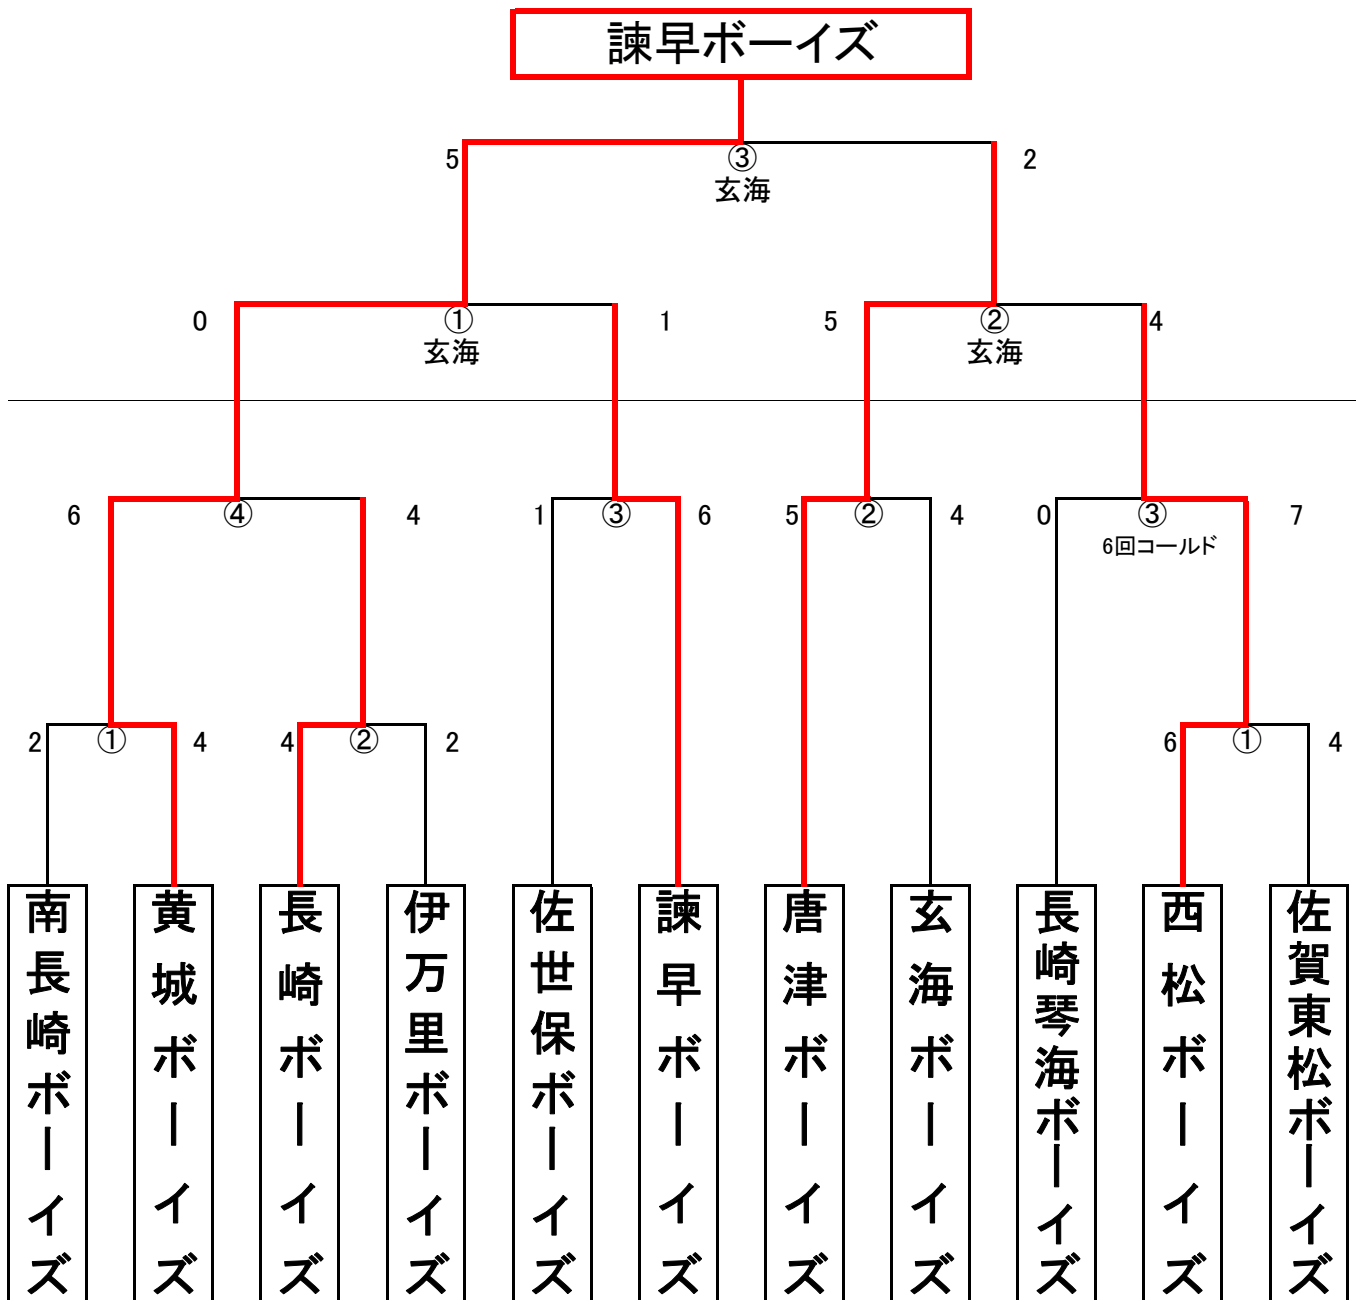 諫早ボーイズ
5 ③ 2
玄海
0 ① 1 5 ② 4
玄海 玄海
6 ④ 4 1 ③ 6 5 ② 4 0 ③ 7
6回コールド
2 ① 4 4 ② 2 6 ① 4
南長崎ボーイズ
黄城ボーイズ
長崎ボーイズ
伊万里ボーイズ
佐世保ボーイズ
諫早ボーイズ
唐津ボーイズ
玄海ボーイズ
長崎琴海ボーイズ
西松ボーイズ
佐賀東松ボーイズ